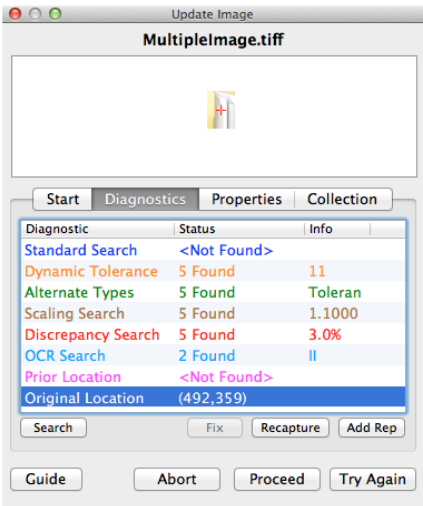 Update Image
MultipleImage.tiff
Start Diagnostics Properties Collection
Diagnostic Status Info
Standard Search <Not Found>
Dynamic Tolerance 5 Found 11
Alternate Types 5 Found Toleran
Scaling Search 5 Found 1.1000
Discrepancy Search 5 Found 3.0%
OCR Search 2 Found II
Prior Location <Not Found>
Original Location (492,359)
Search Fix Recapture Add Rep
Guide Abort Proceed Try Again